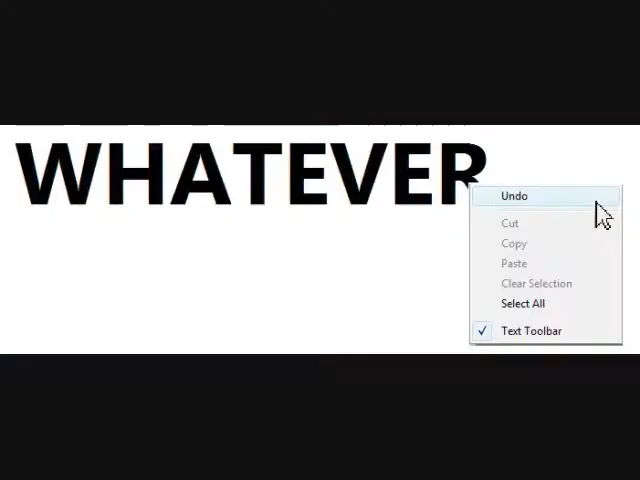 WHATEVER
Undo
Cut
Copy
Paste
Clear Selection
Select All
Text Toolbar